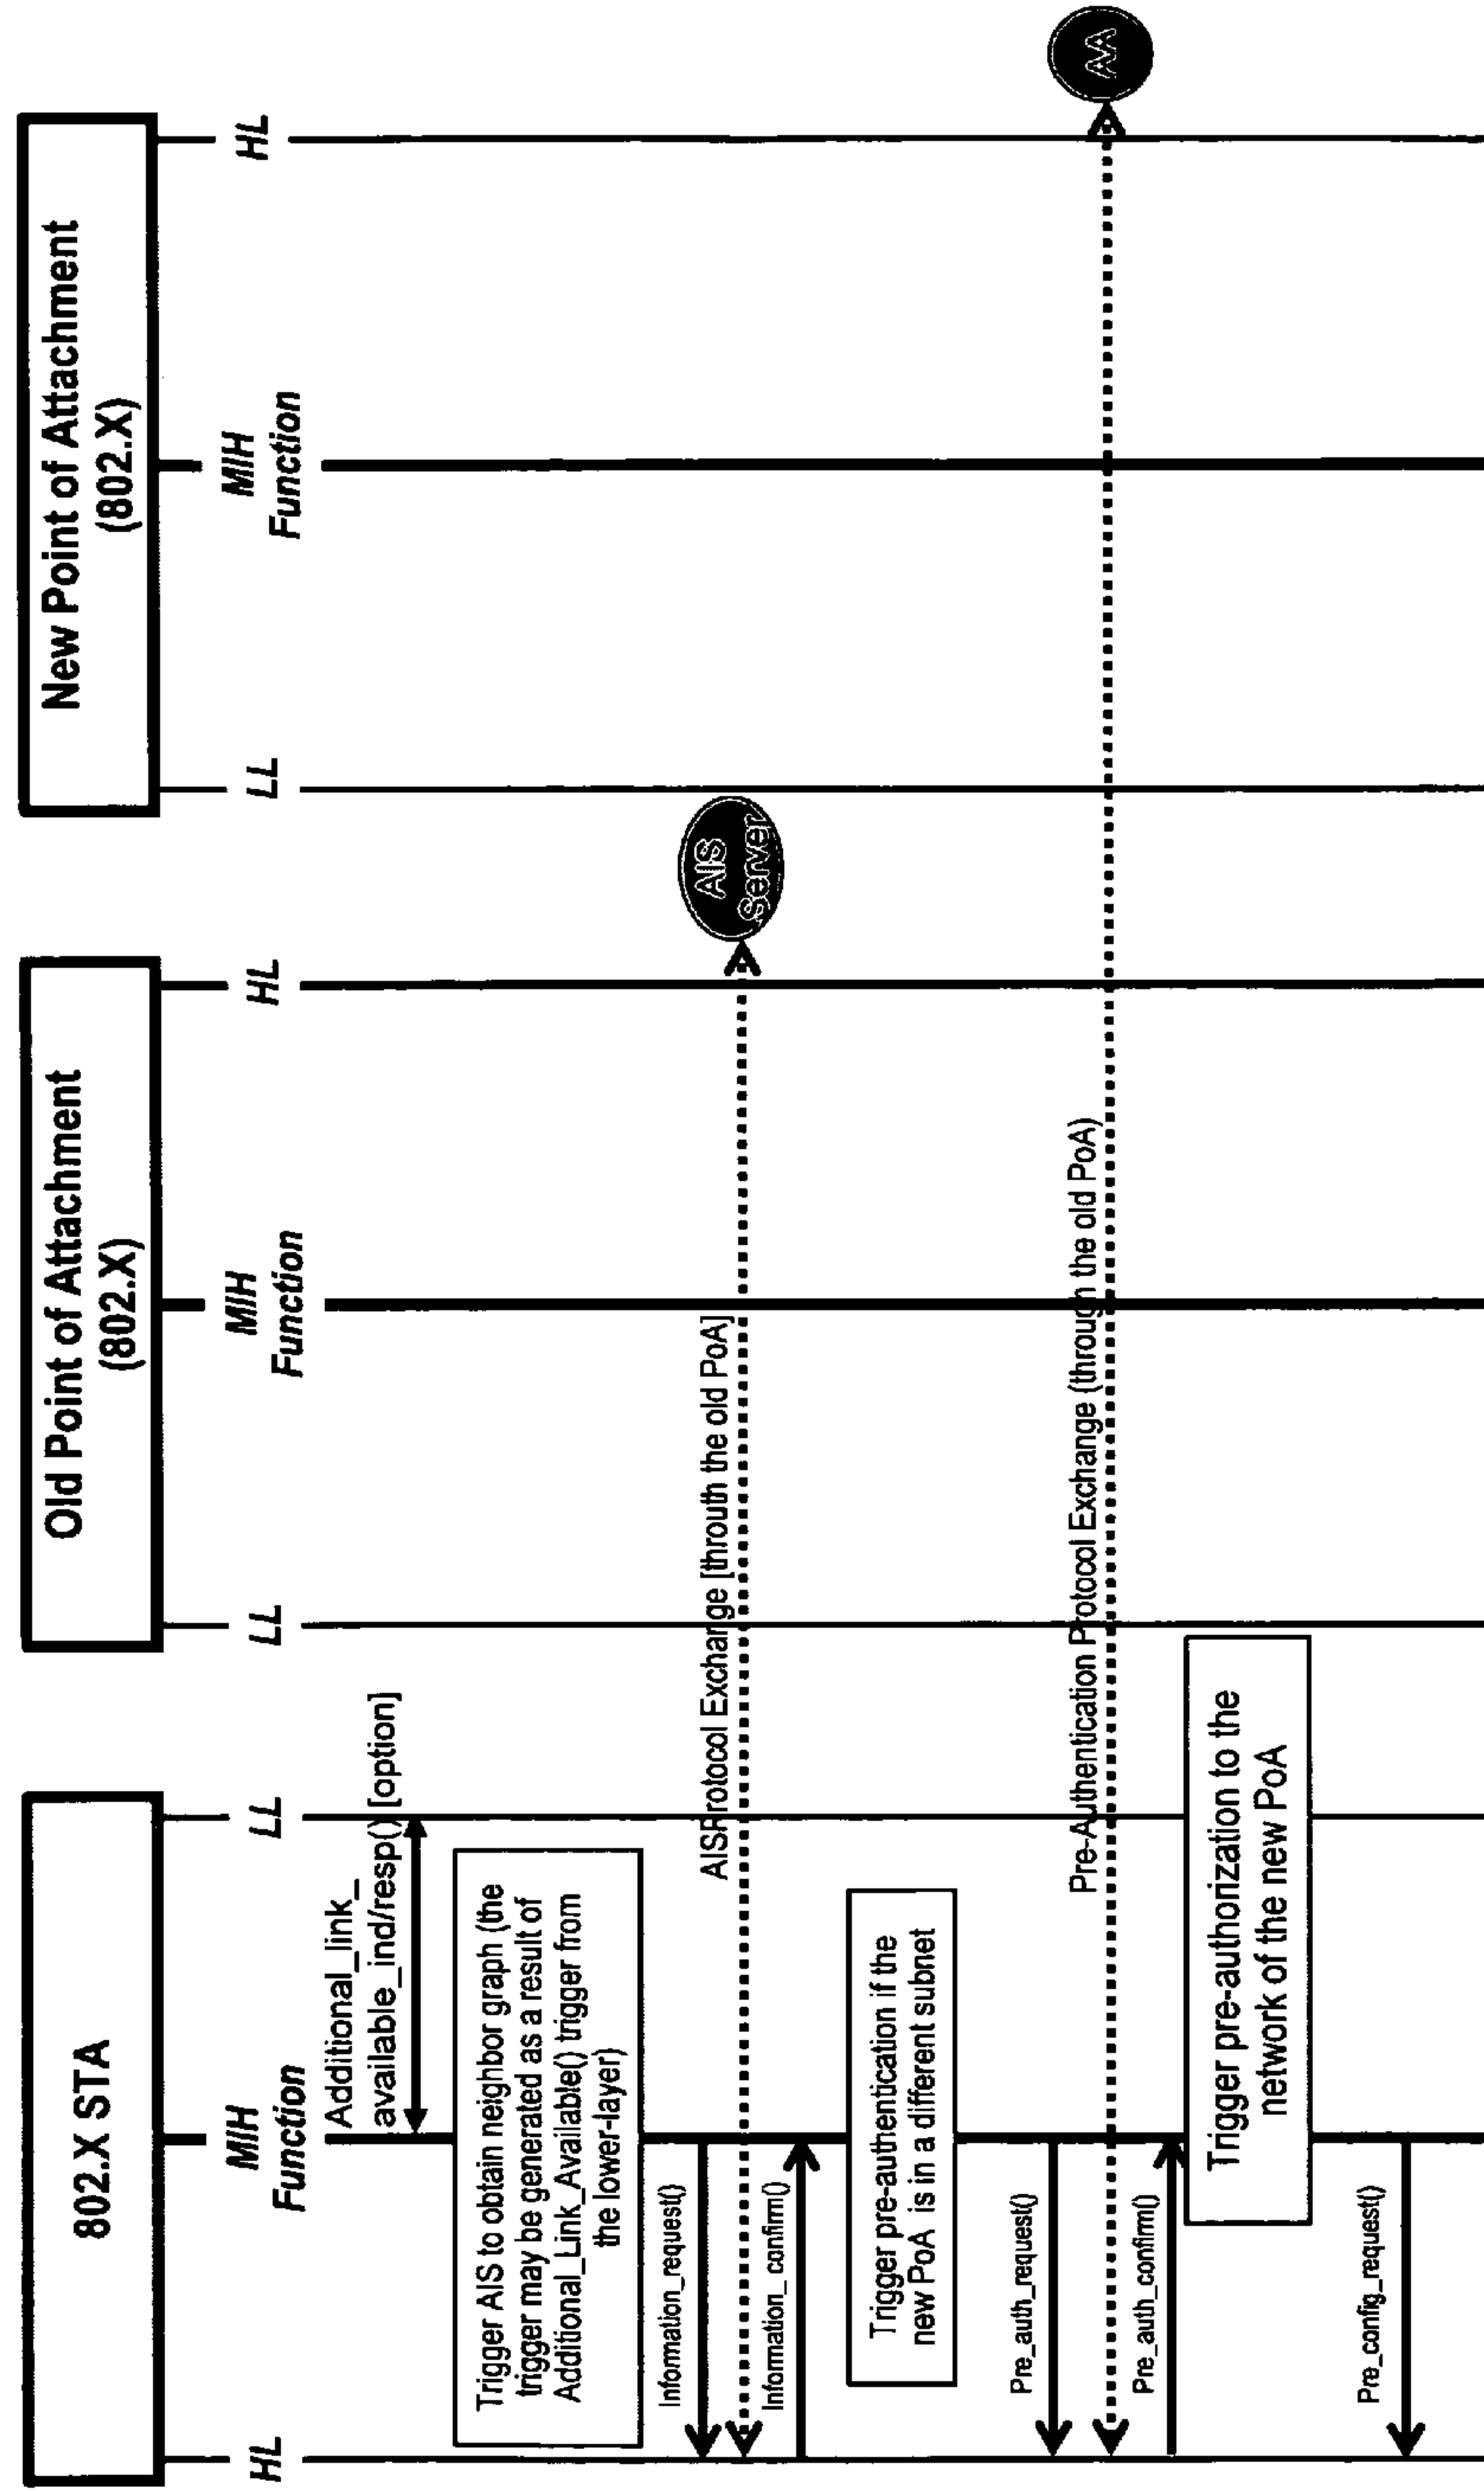 802.X STA
Old Point of Attachment
(802.X)
New Point of Attachment
(802.X)
HL
MIH
Function
LL
LL
MIH
Function
HL
LL
MIH
Function
HL
Additional_link_
available_ind/resp() [option]
Trigger AIS to obtain neighbor graph (the
trigger may be generated as a result of
Additional_Link_Available() trigger from
the lower-layer)
Information_request()
AISProtocol Exchange [throuth the old PoA]
AIS
Server
Information_ confirm()
Trigger pre-authentication if the
new PoA is in a different subnet
Pre_auth_request()
Pre-Authentication Protocol Exchange (through the old PoA)
AA
Pre_auth_confirm()
Trigger pre-authorization to the
network of the new PoA
Pre_config_request()